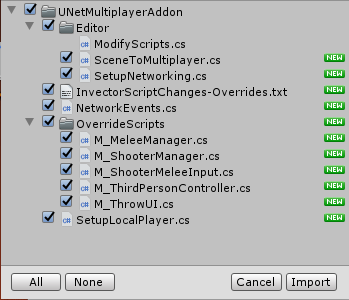 UNetMultiplayerAddon
Editor
ModifyScripts.cs
SceneToMultiplayer.cs NEW
SetupNetworking.cs NEW
InvectorScriptChanges-Overrides.txt NEW
NetworkEvents.cs NEW
OverrideScripts
M_MeleeManager.cs NEW
M_ShooterManager.cs NEW
M_ShooterMeleeInput.cs NEW
M_ThirdPersonController.cs NEW
M_ThrowUI.cs NEW
SetupLocalPlayer.cs NEW
All None Cancel Import